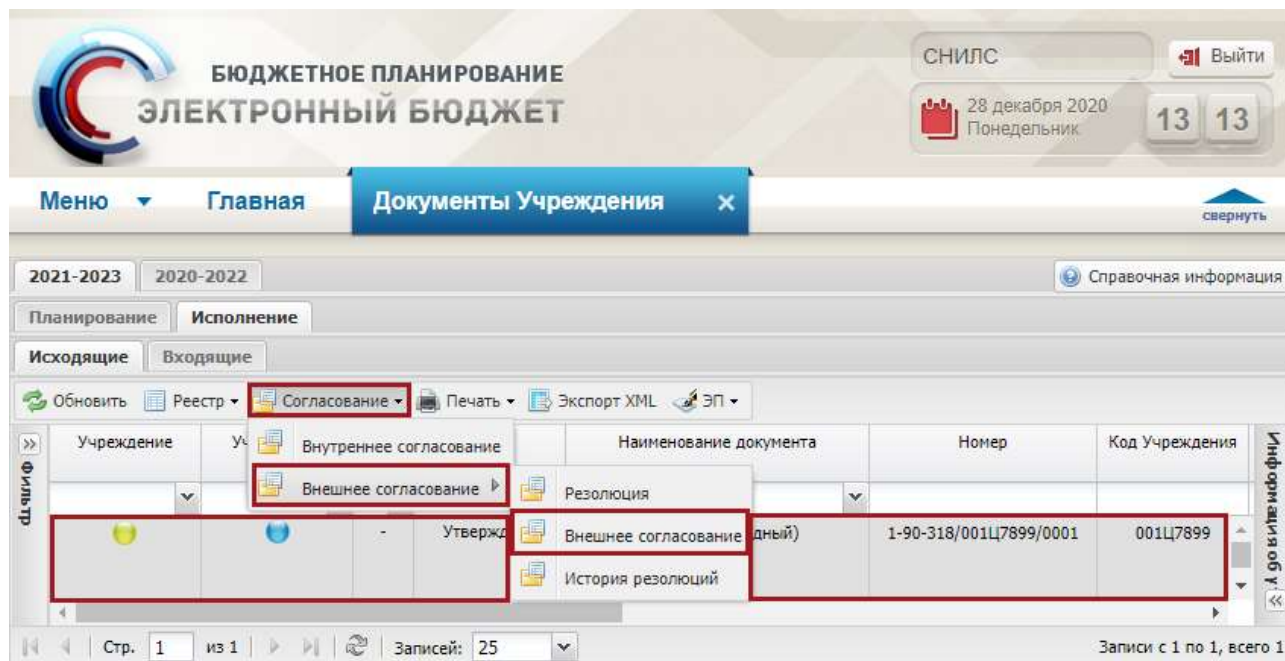 БЮДЖЕТНОЕ ПЛАНИРОВАНИЕ
ЭЛЕКТРОННЫЙ БЮДЖЕТ
СНИЛС
Выйти
28 декабря 2020
Понедельник
13 13
Меню Главная Документы Учреждения
свернуть
2021-2023 2020-2022 Справочная информация
Планирование Исполнение
Исходящие Входящие
Обновить Реестр Согласование Печать Экспорт XML ЭП
Учреждение Наименование документа Номер Код Учреждения
Внутреннее согласование
Внешнее согласование
Резолюция
Внешнее согласование
История резолюций
Фильтр
Информация об у
- Утвержд дный) 1-90-318/001Ц7899/0001 001Ц7899
Стр. 1 из 1 Записей: 25 Записи с 1 по 1, всего 1